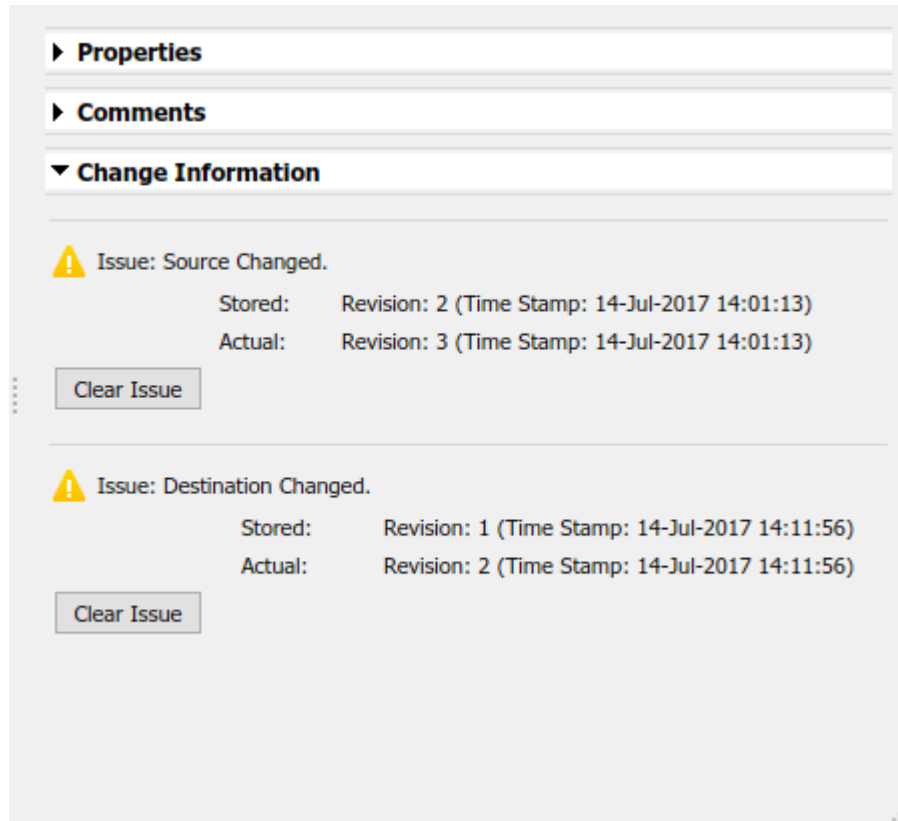 Properties
Comments
Change Information
Issue: Source Changed.
Stored: Revision: 2 (Time Stamp: 14-Jul-2017 14:01:13)
Actual: Revision: 3 (Time Stamp: 14-Jul-2017 14:01:13)
Clear Issue
Issue: Destination Changed.
Stored: Revision: 1 (Time Stamp: 14-Jul-2017 14:11:56)
Actual: Revision: 2 (Time Stamp: 14-Jul-2017 14:11:56)
Clear Issue